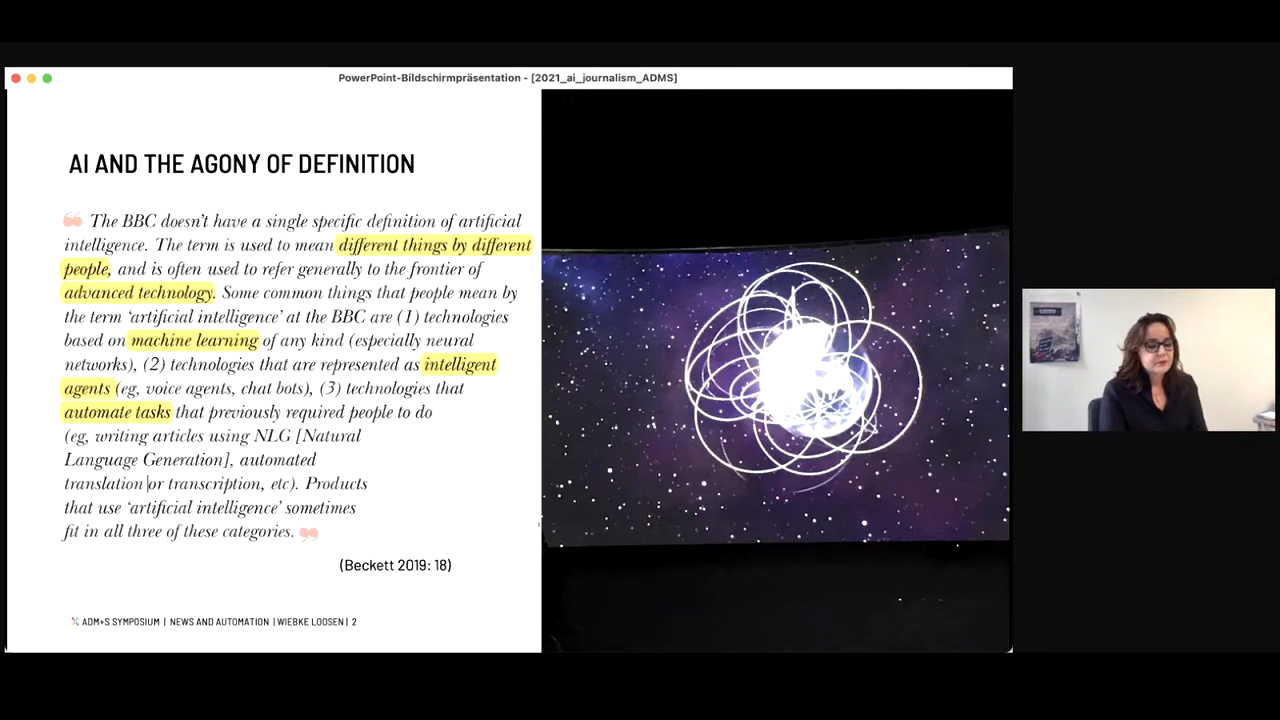 PowerPoint-Bildschirmpräsentation - [2021_ai_journalism_ADMS]
AI AND THE AGONY OF DEFINITION
❝ The BBC doesn’t have a single specific definition of artificial
intelligence. The term is used to mean different things by different
people, and is often used to refer generally to the frontier of
advanced technology. Some common things that people mean by
the term ‘artificial intelligence’ at the BBC are (1) technologies
based on machine learning of any kind (especially neural
networks), (2) technologies that are represented as intelligent
agents (eg, voice agents, chat bots), (3) technologies that
automate tasks that previously required people to do
(eg, writing articles using NLG [Natural
Language Generation], automated
translation or transcription, etc). Products
that use ‘artificial intelligence’ sometimes
fit in all three of these categories. ❞
(Beckett 2019: 18)
ADM+S SYMPOSIUM | NEWS AND AUTOMATION | WIEBKE LOOSEN | 2